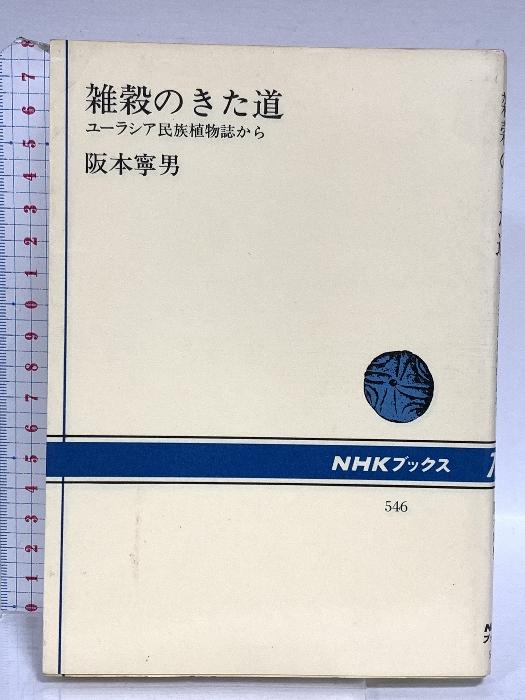 雑穀のきた道
ユーラシア民族植物誌から
阪本寧男
NHKブックス
546